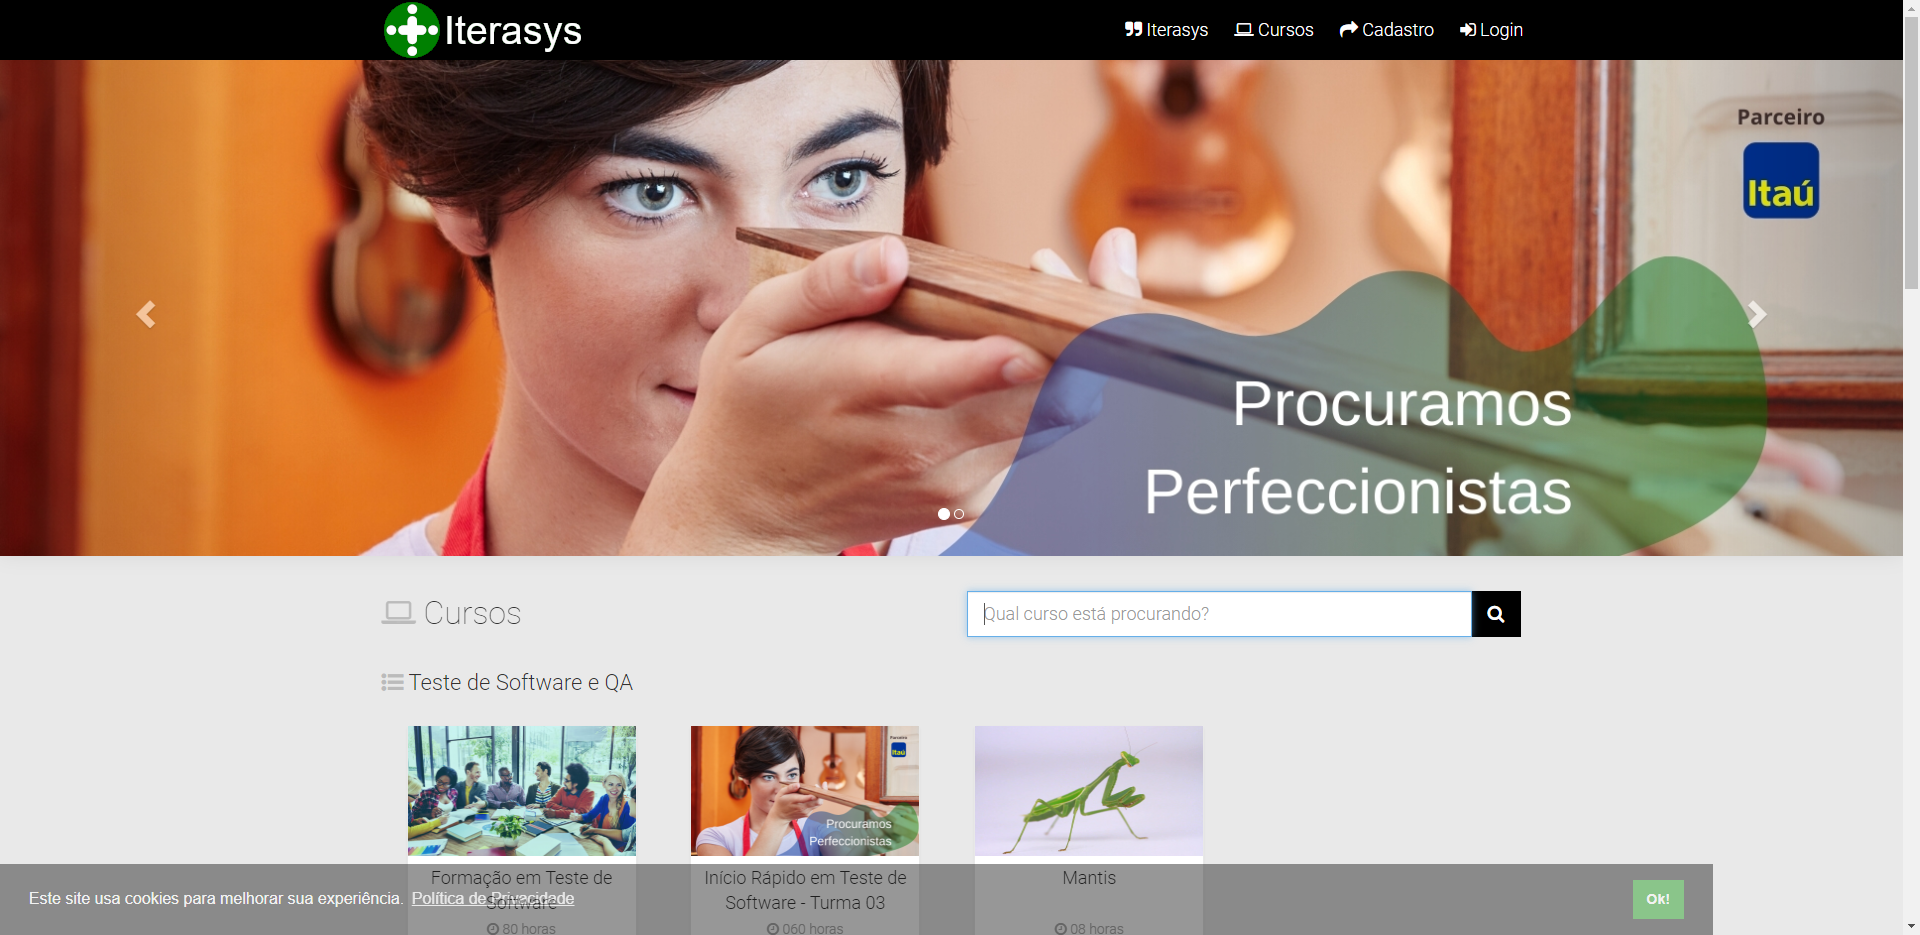 Iterasys
Iterasys
Cursos
Cadastro
Login
Parceiro
Itaú
Procuramos
Perfeccionistas
Cursos
Qual curso está procurando?
Teste de Software e QA
Parceiro
Itaú
Procuramos
Perfeccionistas
Formação em Teste de
Software
80 horas
Início Rápido em Teste de
Software - Turma 03
060 horas
Mantis
08 horas
Este site usa cookies para melhorar sua experiência. Política de Privacidade
Ok!